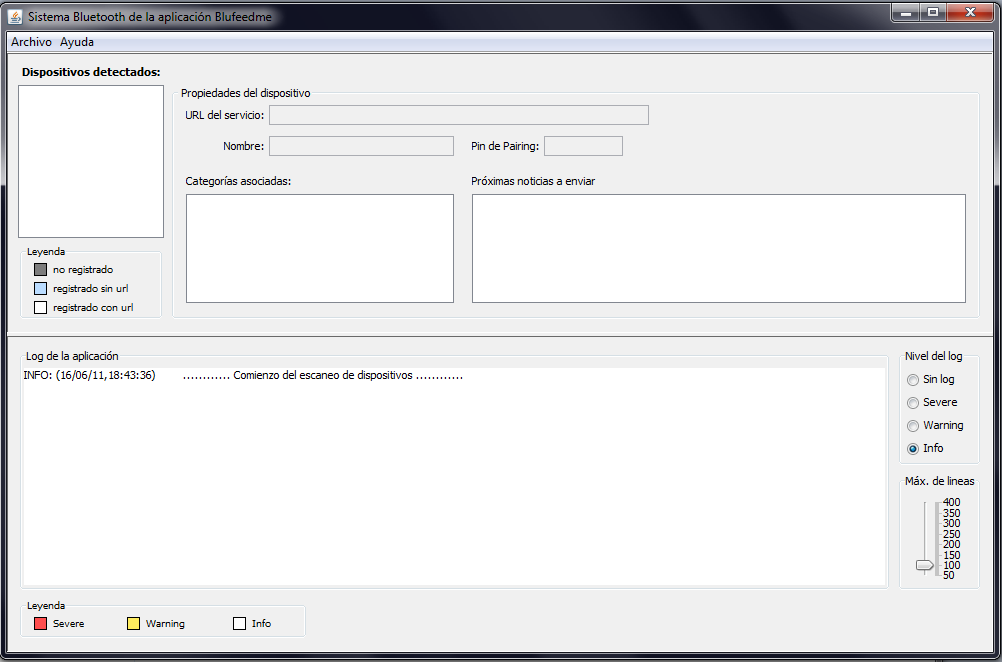 Sistema Bluetooth de la aplicación Blufeedme
Archivo Ayuda
Dispositivos detectados:
Propiedades del dispositivo
URL del servicio:
Nombre:
Pin de Pairing:
Categorías asociadas:
Próximas noticias a enviar
Leyenda
no registrado
registrado sin url
registrado con url
Log de la aplicación
INFO: (16/06/11,18:43:36) ............ Comienzo del escaneo de dispositivos ............
Nivel del log
Sin log
Severe
Warning
Info
Máx. de lineas
400
350
300
250
200
150
100
50
Leyenda
Severe
Warning
Info